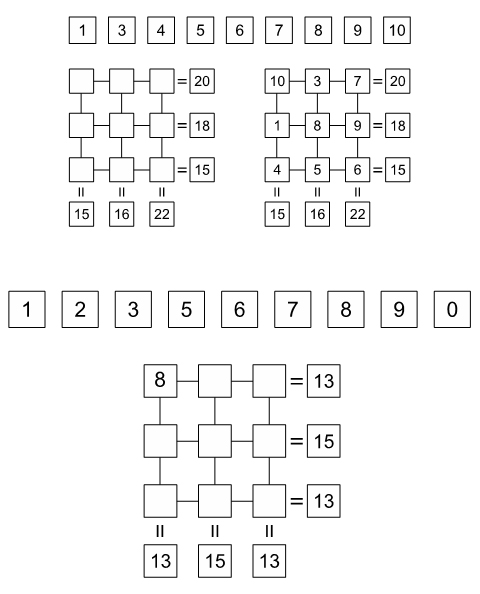 1 3 4 5 6 7 8 9 10
= 20 10 3 7 = 20
= 18 1 8 9 = 18
= 15 4 5 6 = 15
= = = = = =
15 16 22 15 16 22
1 2 3 5 6 7 8 9 0
8 = 13
= 15
= 13
= = =
13 15 13